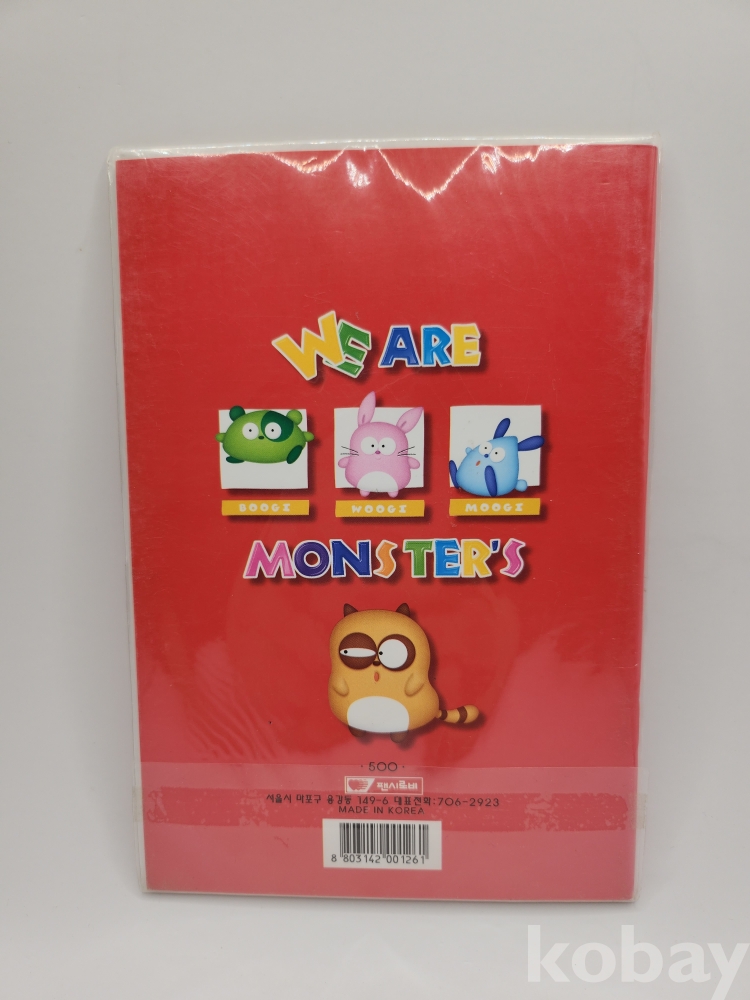 WE ARE
BOOGI WOOGI MOOGI
MONSTER'S
· 500 ·
팬시로비
서울시 마포구 용강동 149-6 대표전화:706-2923
MADE IN KOREA
8 803142 001261
kobay